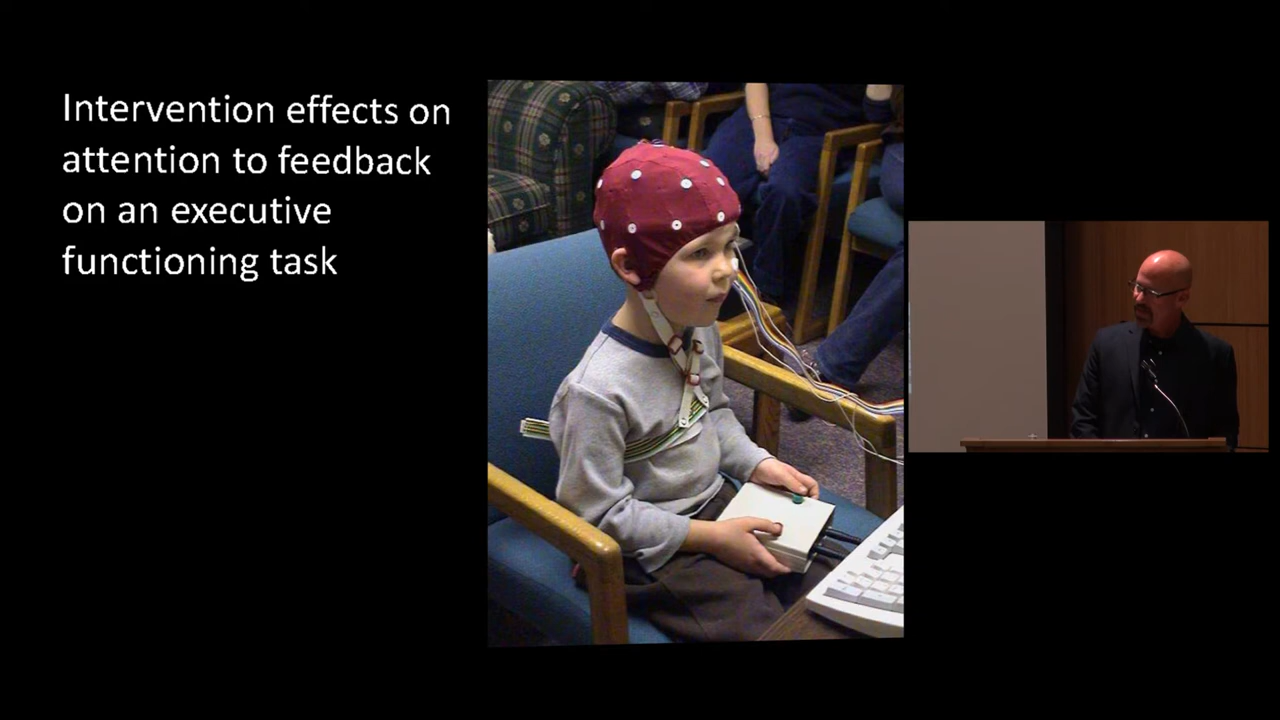 Intervention effects on
attention to feedback
on an executive
functioning task